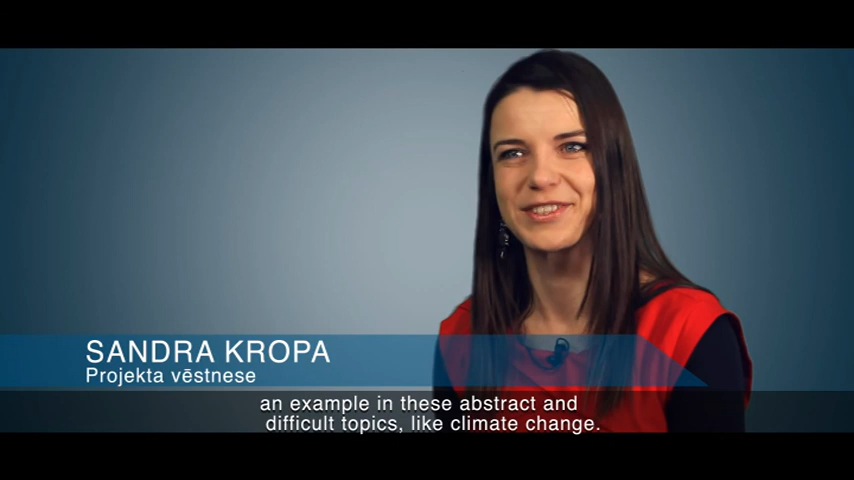 SANDRA KROPA
Projekta vēstnese
an example in these abstract and
difficult topics, like climate change.